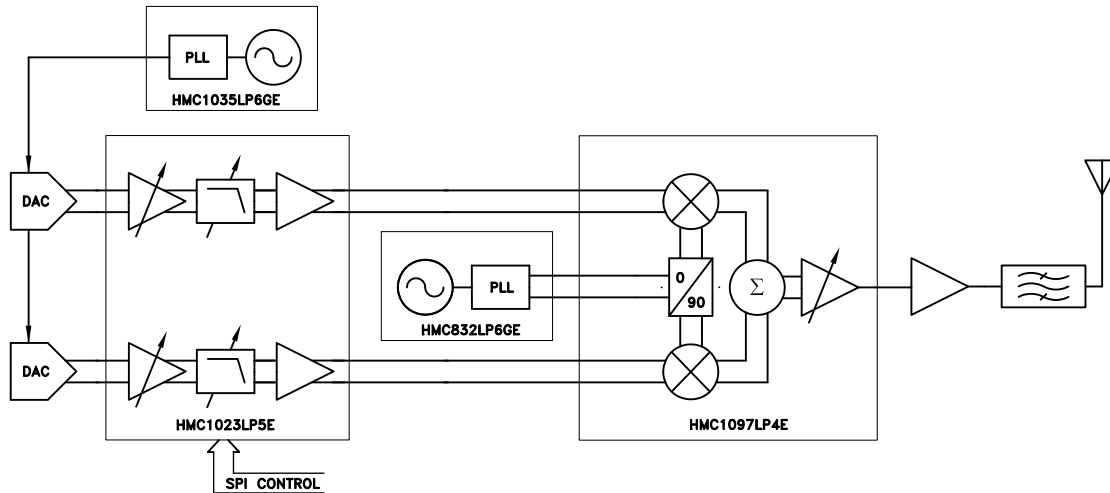 PLL
HMC1035LP6GE
DAC
0
90
Σ
PLL
HMC832LP6GE
DAC
HMC1023LP5E
HMC1097LP4E
SPI CONTROL